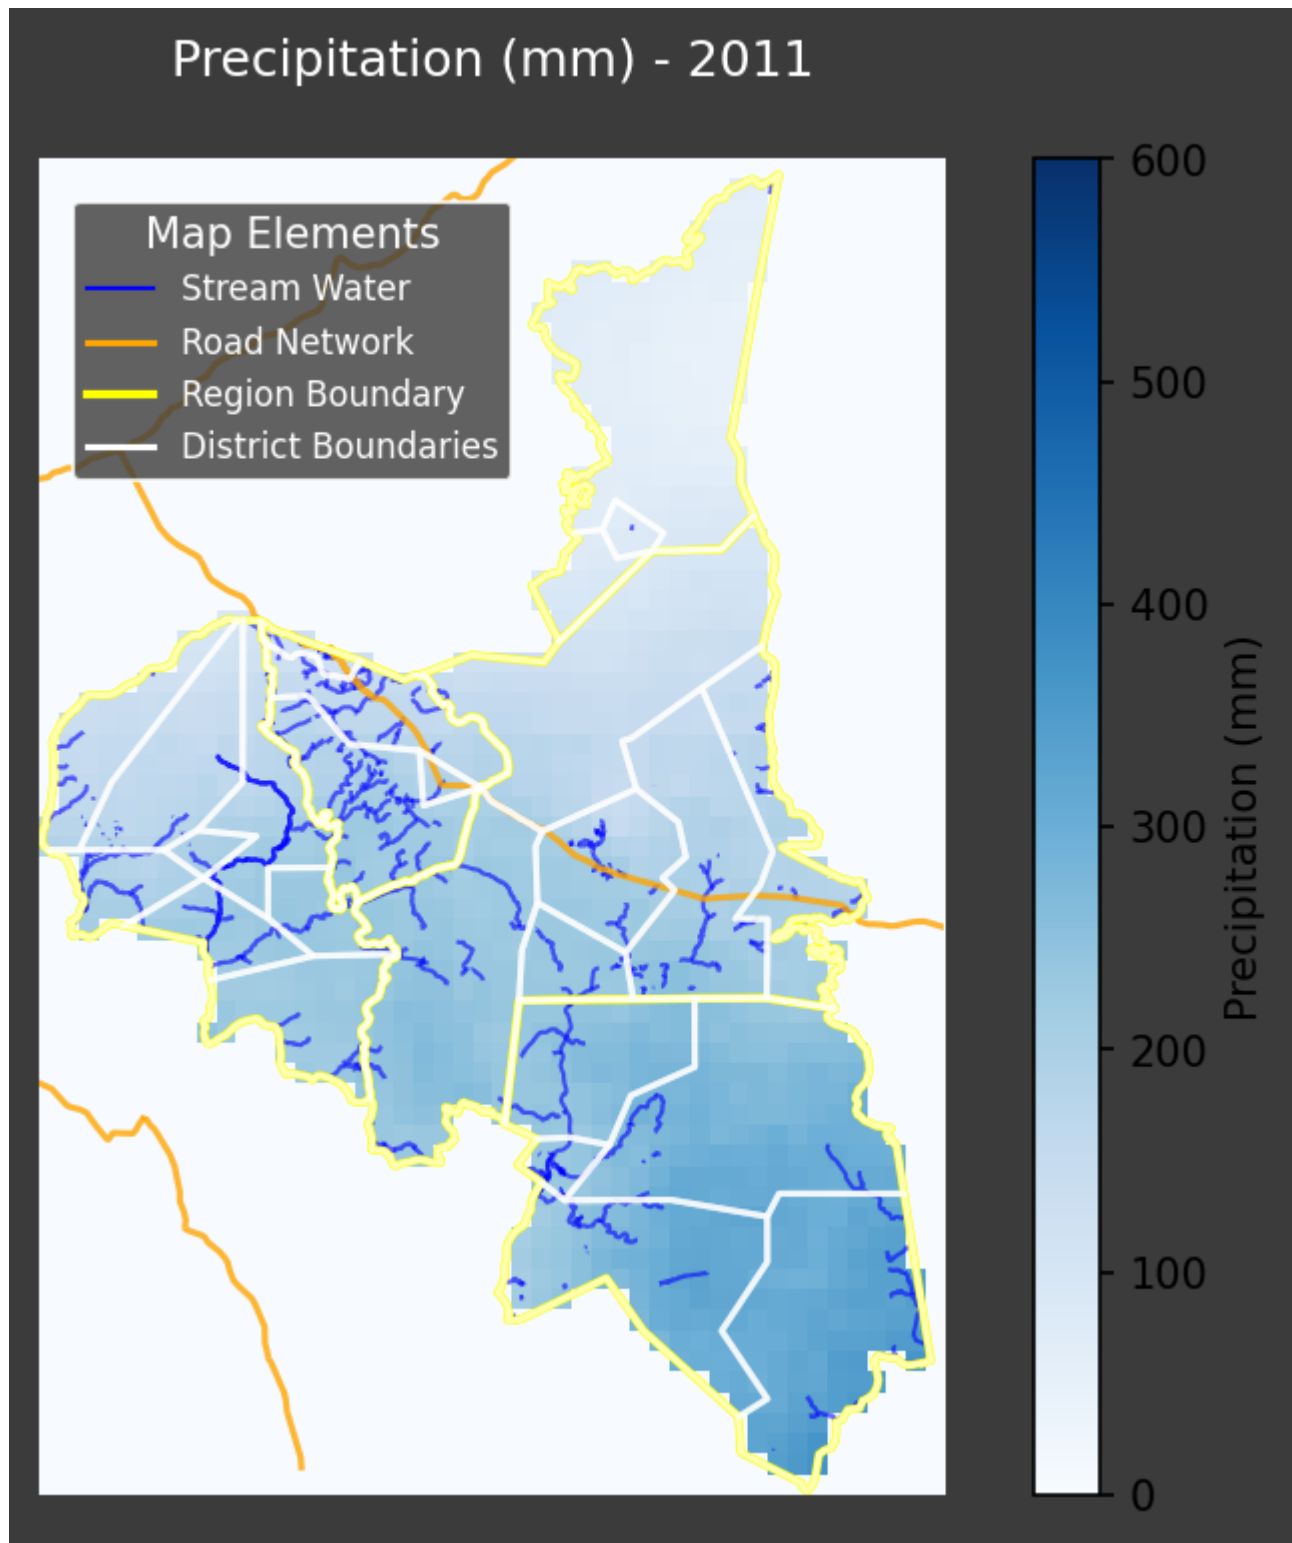 Precipitation (mm) - 2011
Map Elements
Stream Water
Road Network
Region Boundary
District Boundaries
600
500
400
300
200
100
0
Precipitation (mm)